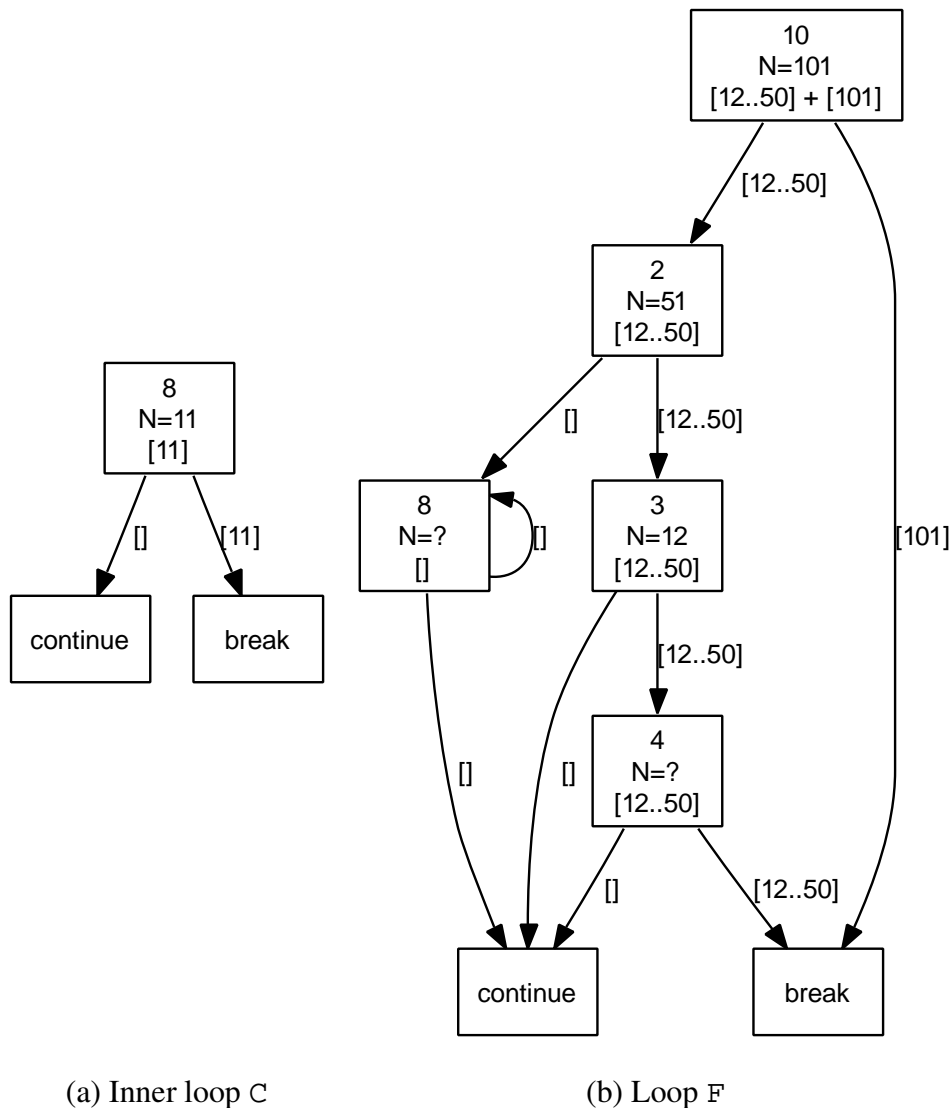 10
N=101
[12..50] + [101]
[12..50]
2
N=51
[12..50]
8
N=11
[11]
[]
[12..50]
8
N=?
[]
[]
3
N=12
[12..50]
[]
[11]
[101]
continue
break
[12..50]
4
N=?
[12..50]
[]
[]
[]
[12..50]
continue
break
(a) Inner loop C
(b) Loop F